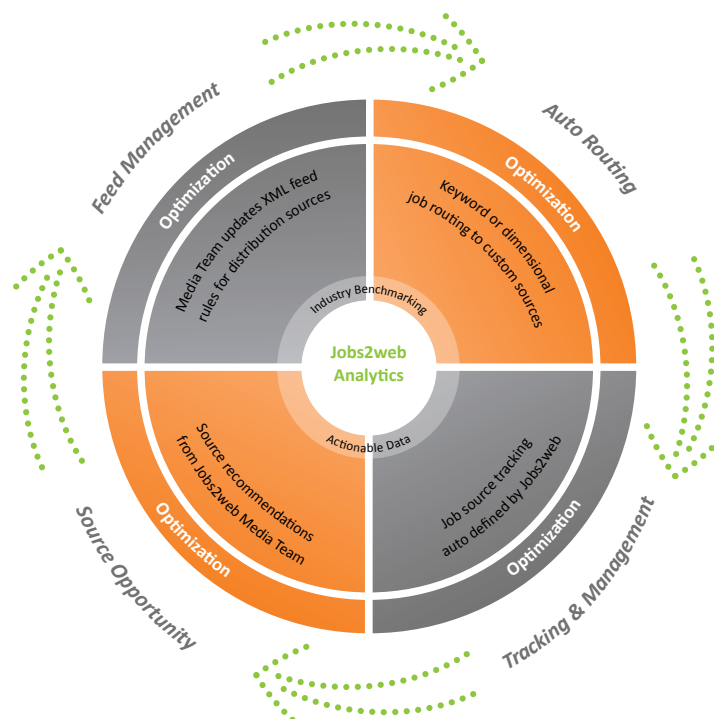 Feed Management
Optimization
Media Team updates XML feed
rules for distribution sources
Auto Routing
Optimization
Keyword or dimensional
job routing to custom sources
Industry Benchmarking
Jobs2web
Analytics
Actionable Data
Source recommendations
from Jobs2web Media Team
Optimization
Source Opportunity
Job source tracking
auto defined by Jobs2web
Optimization
Tracking & Management